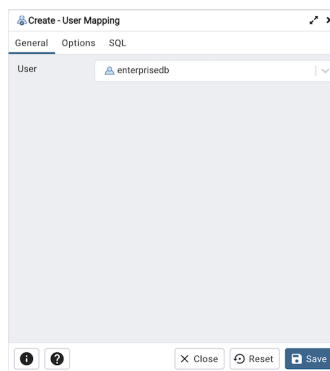 Create - User Mapping
General Options SQL
User enterprisedb
Close Reset Save